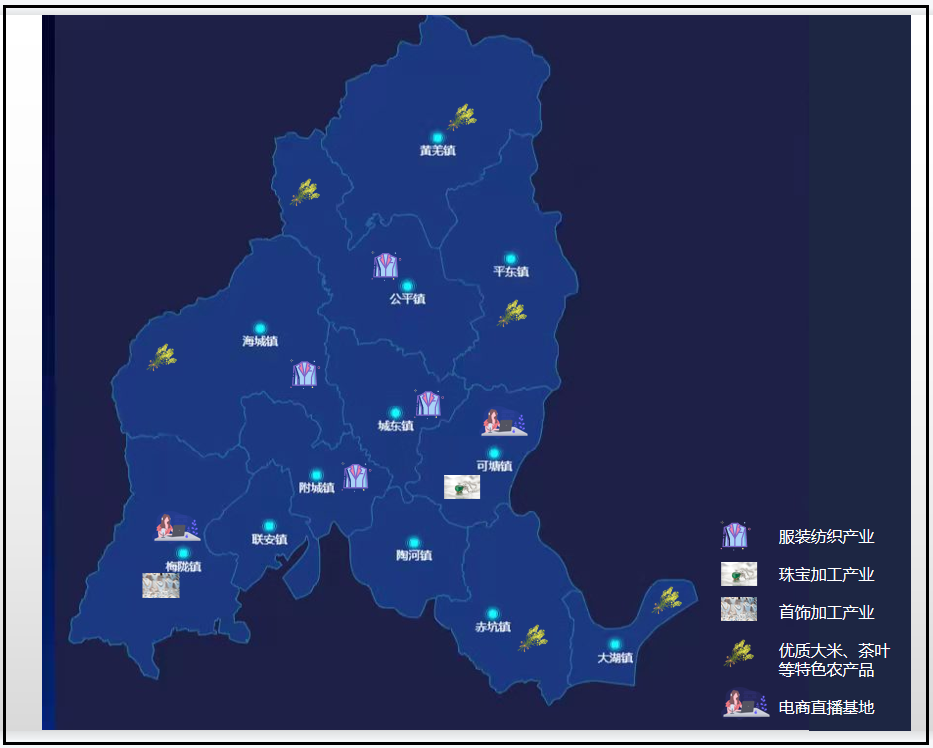 黄羌镇
平东镇
公平镇
海城镇
城东镇
可塘镇
附城镇
联安镇
陶河镇
梅陇镇
赤坑镇
大湖镇
服装纺织产业
珠宝加工产业
首饰加工产业
优质大米、茶叶
等特色农产品
电商直播基地